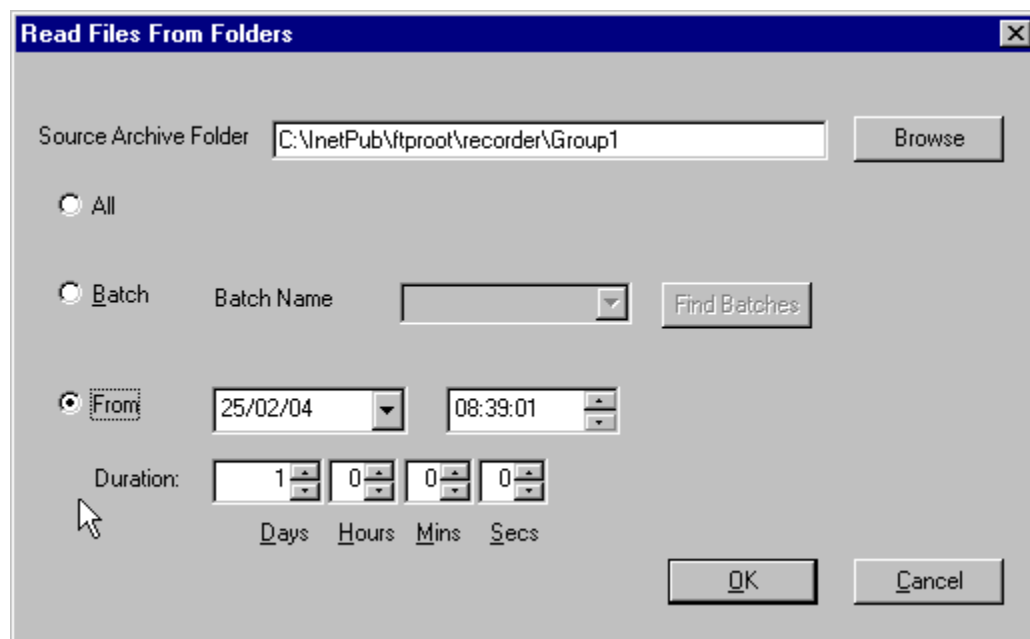 Read Files From Folders
Source Archive Folder C:\InetPub\ftproot\recorder\Group1 Browse
All
Batch Batch Name Find Batches
From 25/02/04 08:39:01
Duration: 1 0 0 0
Days Hours Mins Secs
OK Cancel